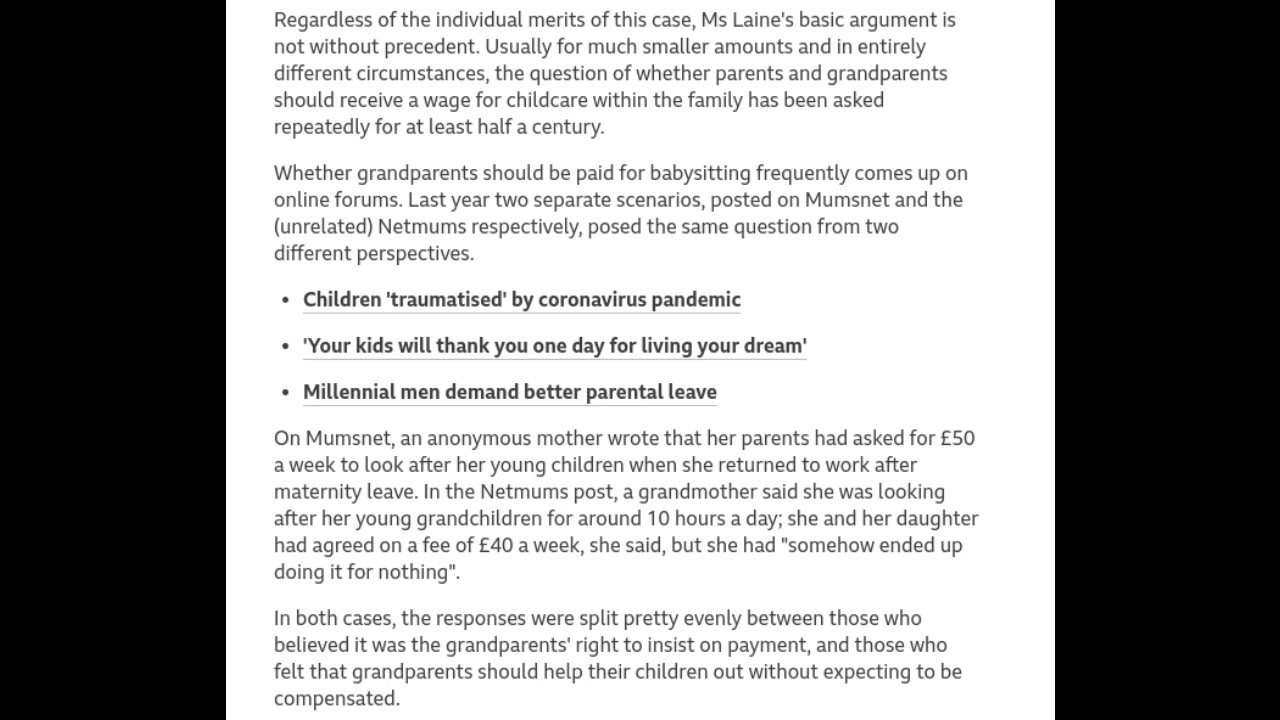 Regardless of the individual merits of this case, Ms Laine's basic argument is
not without precedent. Usually for much smaller amounts and in entirely
different circumstances, the question of whether parents and grandparents
should receive a wage for childcare within the family has been asked
repeatedly for at least half a century.
Whether grandparents should be paid for babysitting frequently comes up on
online forums. Last year two separate scenarios, posted on Mumsnet and the
(unrelated) Netmums respectively, posed the same question from two
different perspectives.
• Children 'traumatised' by coronavirus pandemic
• 'Your kids will thank you one day for living your dream'
• Millennial men demand better parental leave
On Mumsnet, an anonymous mother wrote that her parents had asked for £50
a week to look after her young children when she returned to work after
maternity leave. In the Netmums post, a grandmother said she was looking
after her young grandchildren for around 10 hours a day; she and her daughter
had agreed on a fee of £40 a week, she said, but she had "somehow ended up
doing it for nothing".
In both cases, the responses were split pretty evenly between those who
believed it was the grandparents' right to insist on payment, and those who
felt that grandparents should help their children out without expecting to be
compensated.